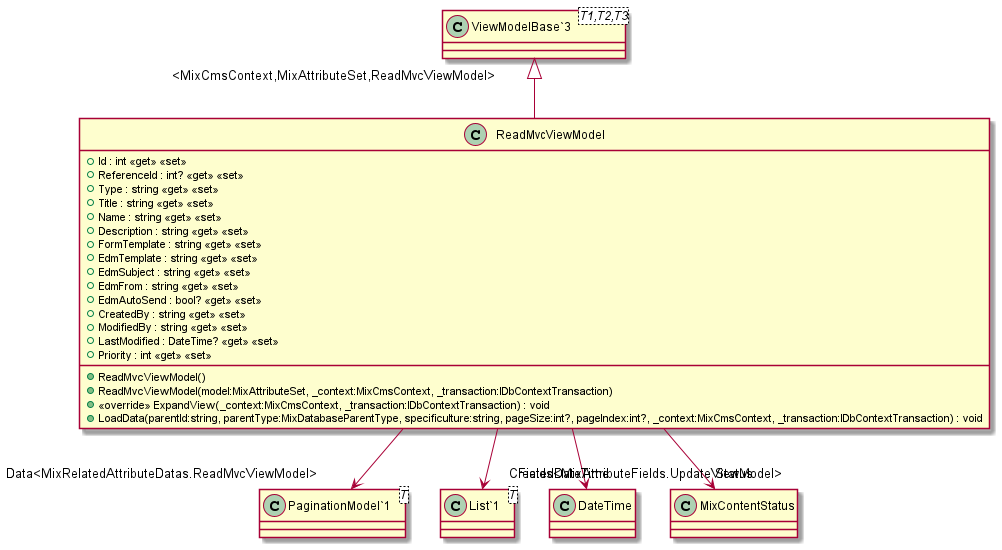 C ViewModelBase`3 T1,T2,T3
<MixCmsContext,MixAttributeSet,ReadMvcViewModel>
C ReadMvcViewModel
Id : int «get» «set»
ReferenceId : int? «get» «set»
Type : string «get» «set»
Title : string «get» «set»
Name : string «get» «set»
Description : string «get» «set»
FormTemplate : string «get» «set»
EdmTemplate : string «get» «set»
EdmSubject : string «get» «set»
EdmFrom : string «get» «set»
EdmAutoSend : bool? «get» «set»
CreatedBy : string «get» «set»
ModifiedBy : string «get» «set»
LastModified : DateTime? «get» «set»
Priority : int «get» «set»
ReadMvcViewModel()
ReadMvcViewModel(model:MixAttributeSet, _context:MixCmsContext, _transaction:IDbContextTransaction)
«override» ExpandView(_context:MixCmsContext, _transaction:IDbContextTransaction) : void
LoadData(parentId:string, parentType:MixDatabaseParentType, specificulture:string, pageSize:int?, pageIndex:int?, _context:MixCmsContext, _transaction:IDbContextTransaction) : void
Data<MixRelatedAttributeDatas.ReadMvcViewModel>
Fields<MixAttributeFields.UpdateViewModel>
CreatedDateTime
Status
C PaginationModel`1 T
C List`1 T
C DateTime
C MixContentStatus